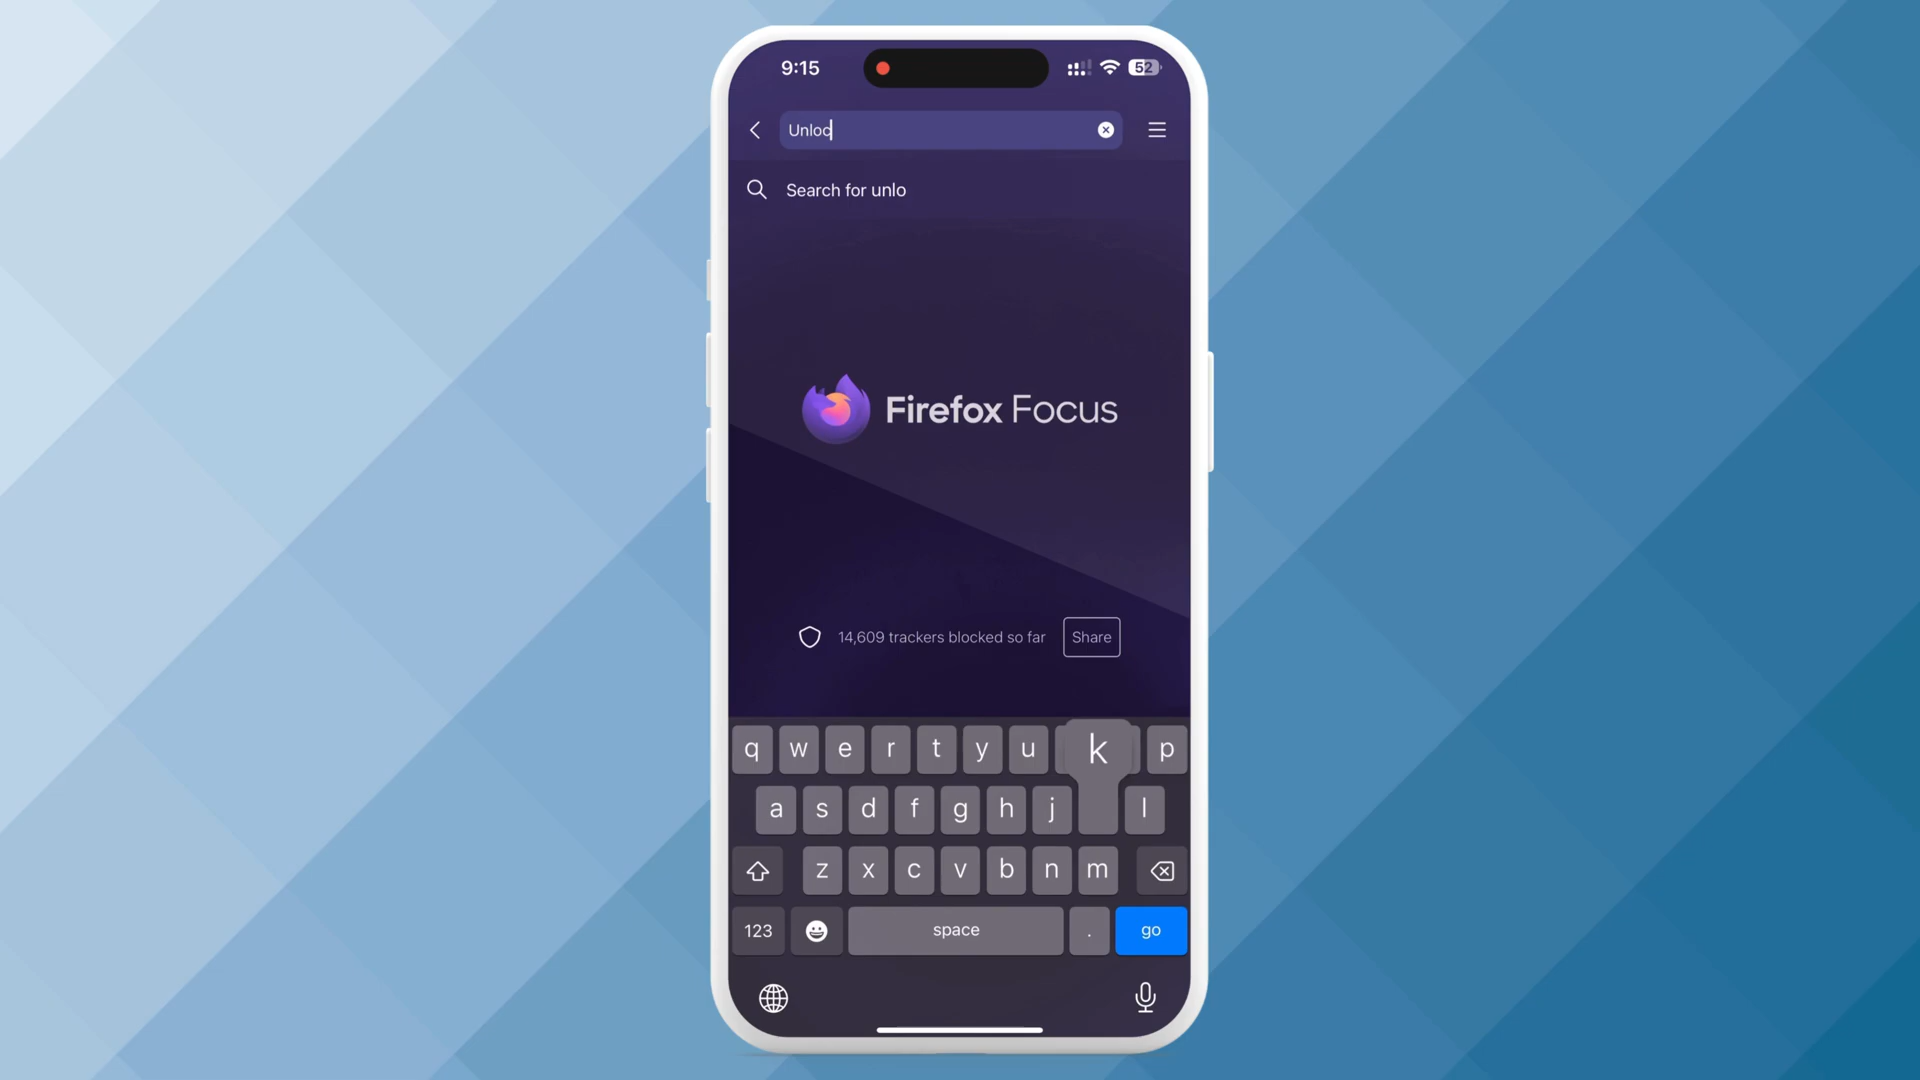 9:15
52
Unloc
Search for unlo
Firefox Focus
14,609 trackers blocked so far
Share
q w e r t y u k p
a s d f g h j l
z x c v b n m
123 space . go